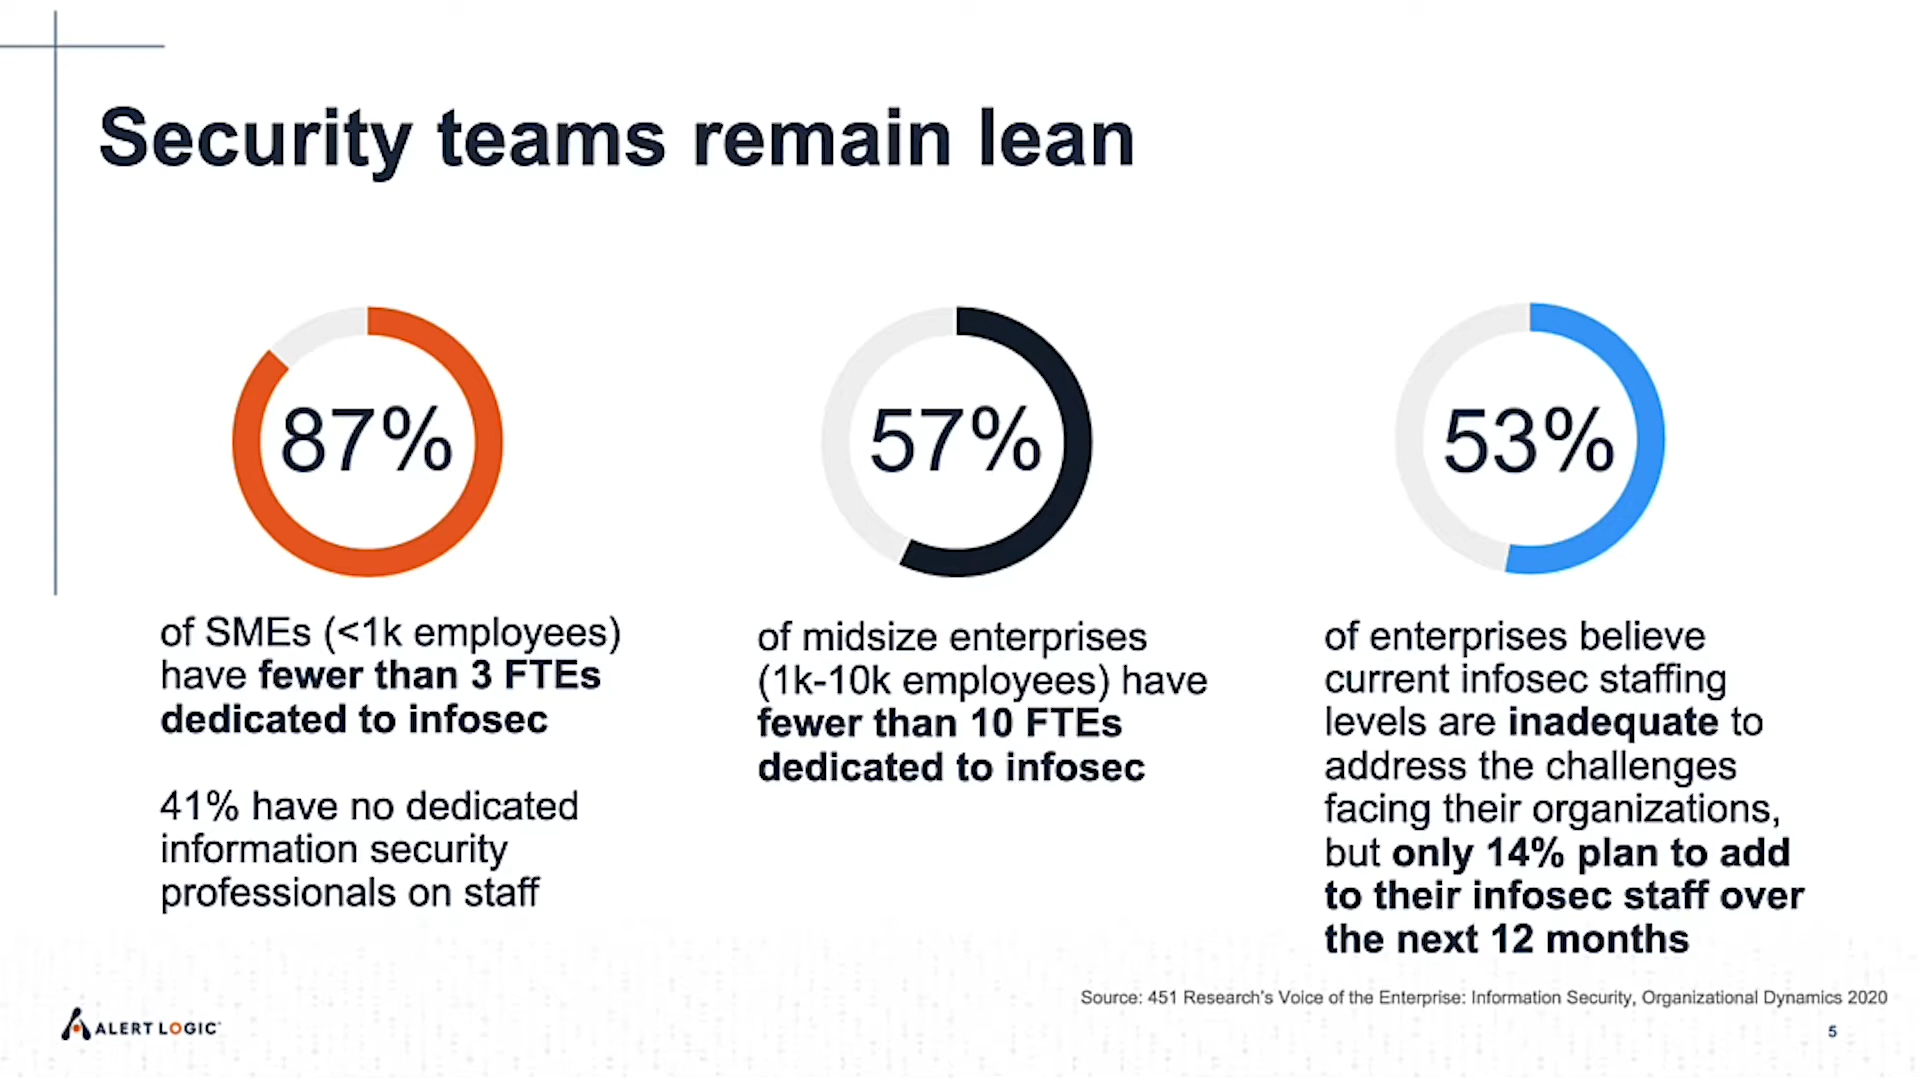 Security teams remain lean
87%
of SMEs (<1k employees)
have fewer than 3 FTEs
dedicated to infosec
41% have no dedicated
information security
professionals on staff
57%
of midsize enterprises
(1k-10k employees) have
fewer than 10 FTEs
dedicated to infosec
53%
of enterprises believe
current infosec staffing
levels are inadequate to
address the challenges
facing their organizations,
but only 14% plan to add
to their infosec staff over
the next 12 months
Source: 451 Research's Voice of the Enterprise: Information Security, Organizational Dynamics 2020
ALERT LOGIC
5